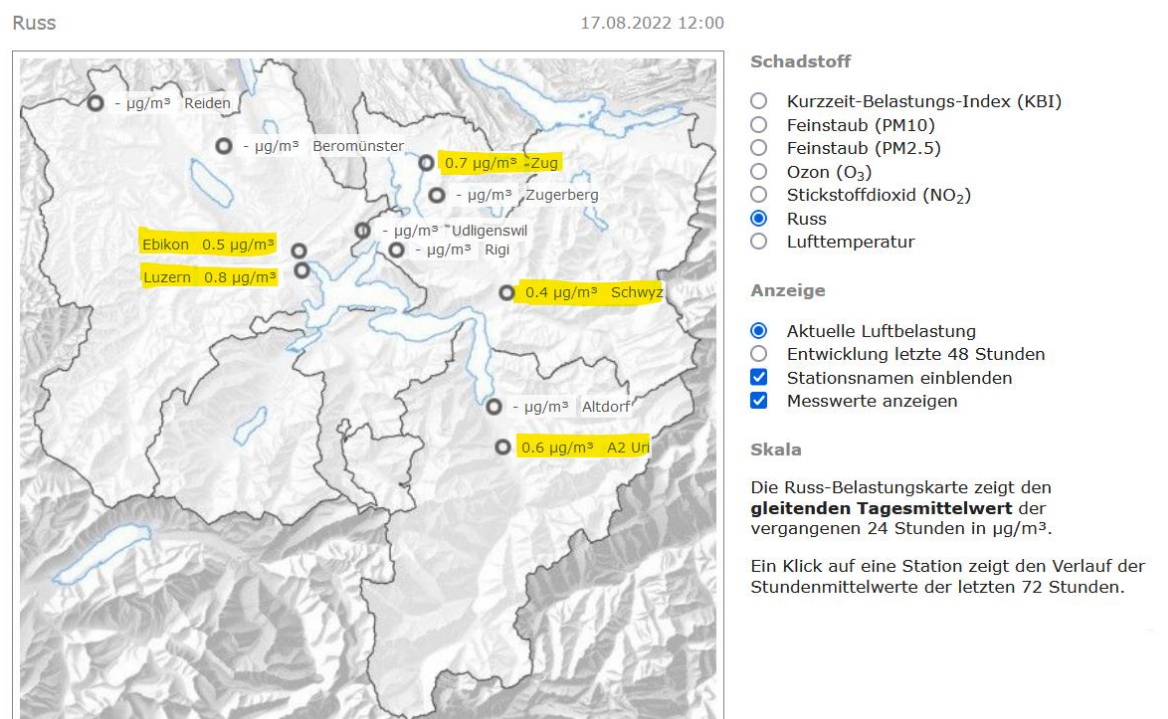 Russ
17.08.2022 12:00
- µg/m³ Reiden
- µg/m³ Beromünster
0.7 µg/m³ Zug
- µg/m³ Zugerberg
- µg/m³ Udligenswil
Ebikon 0.5 µg/m³
- µg/m³ Rigi
Luzern 0.8 µg/m³
0.4 µg/m³ Schwyz
- µg/m³ Altdorf
0.6 µg/m³ A2 Uri
Schadstoff
Kurzzeit-Belastungs-Index (KBI)
Feinstaub (PM10)
Feinstaub (PM2.5)
Ozon (O₃)
Stickstoffdioxid (NO₂)
Russ
Lufttemperatur
Anzeige
Aktuelle Luftbelastung
Entwicklung letzte 48 Stunden
Stationsnamen einblenden
Messwerte anzeigen
Skala
Die Russ-Belastungskarte zeigt den
gleitenden Tagesmittelwert der
vergangenen 24 Stunden in µg/m³.
Ein Klick auf eine Station zeigt den Verlauf der
Stundenmittelwerte der letzten 72 Stunden.